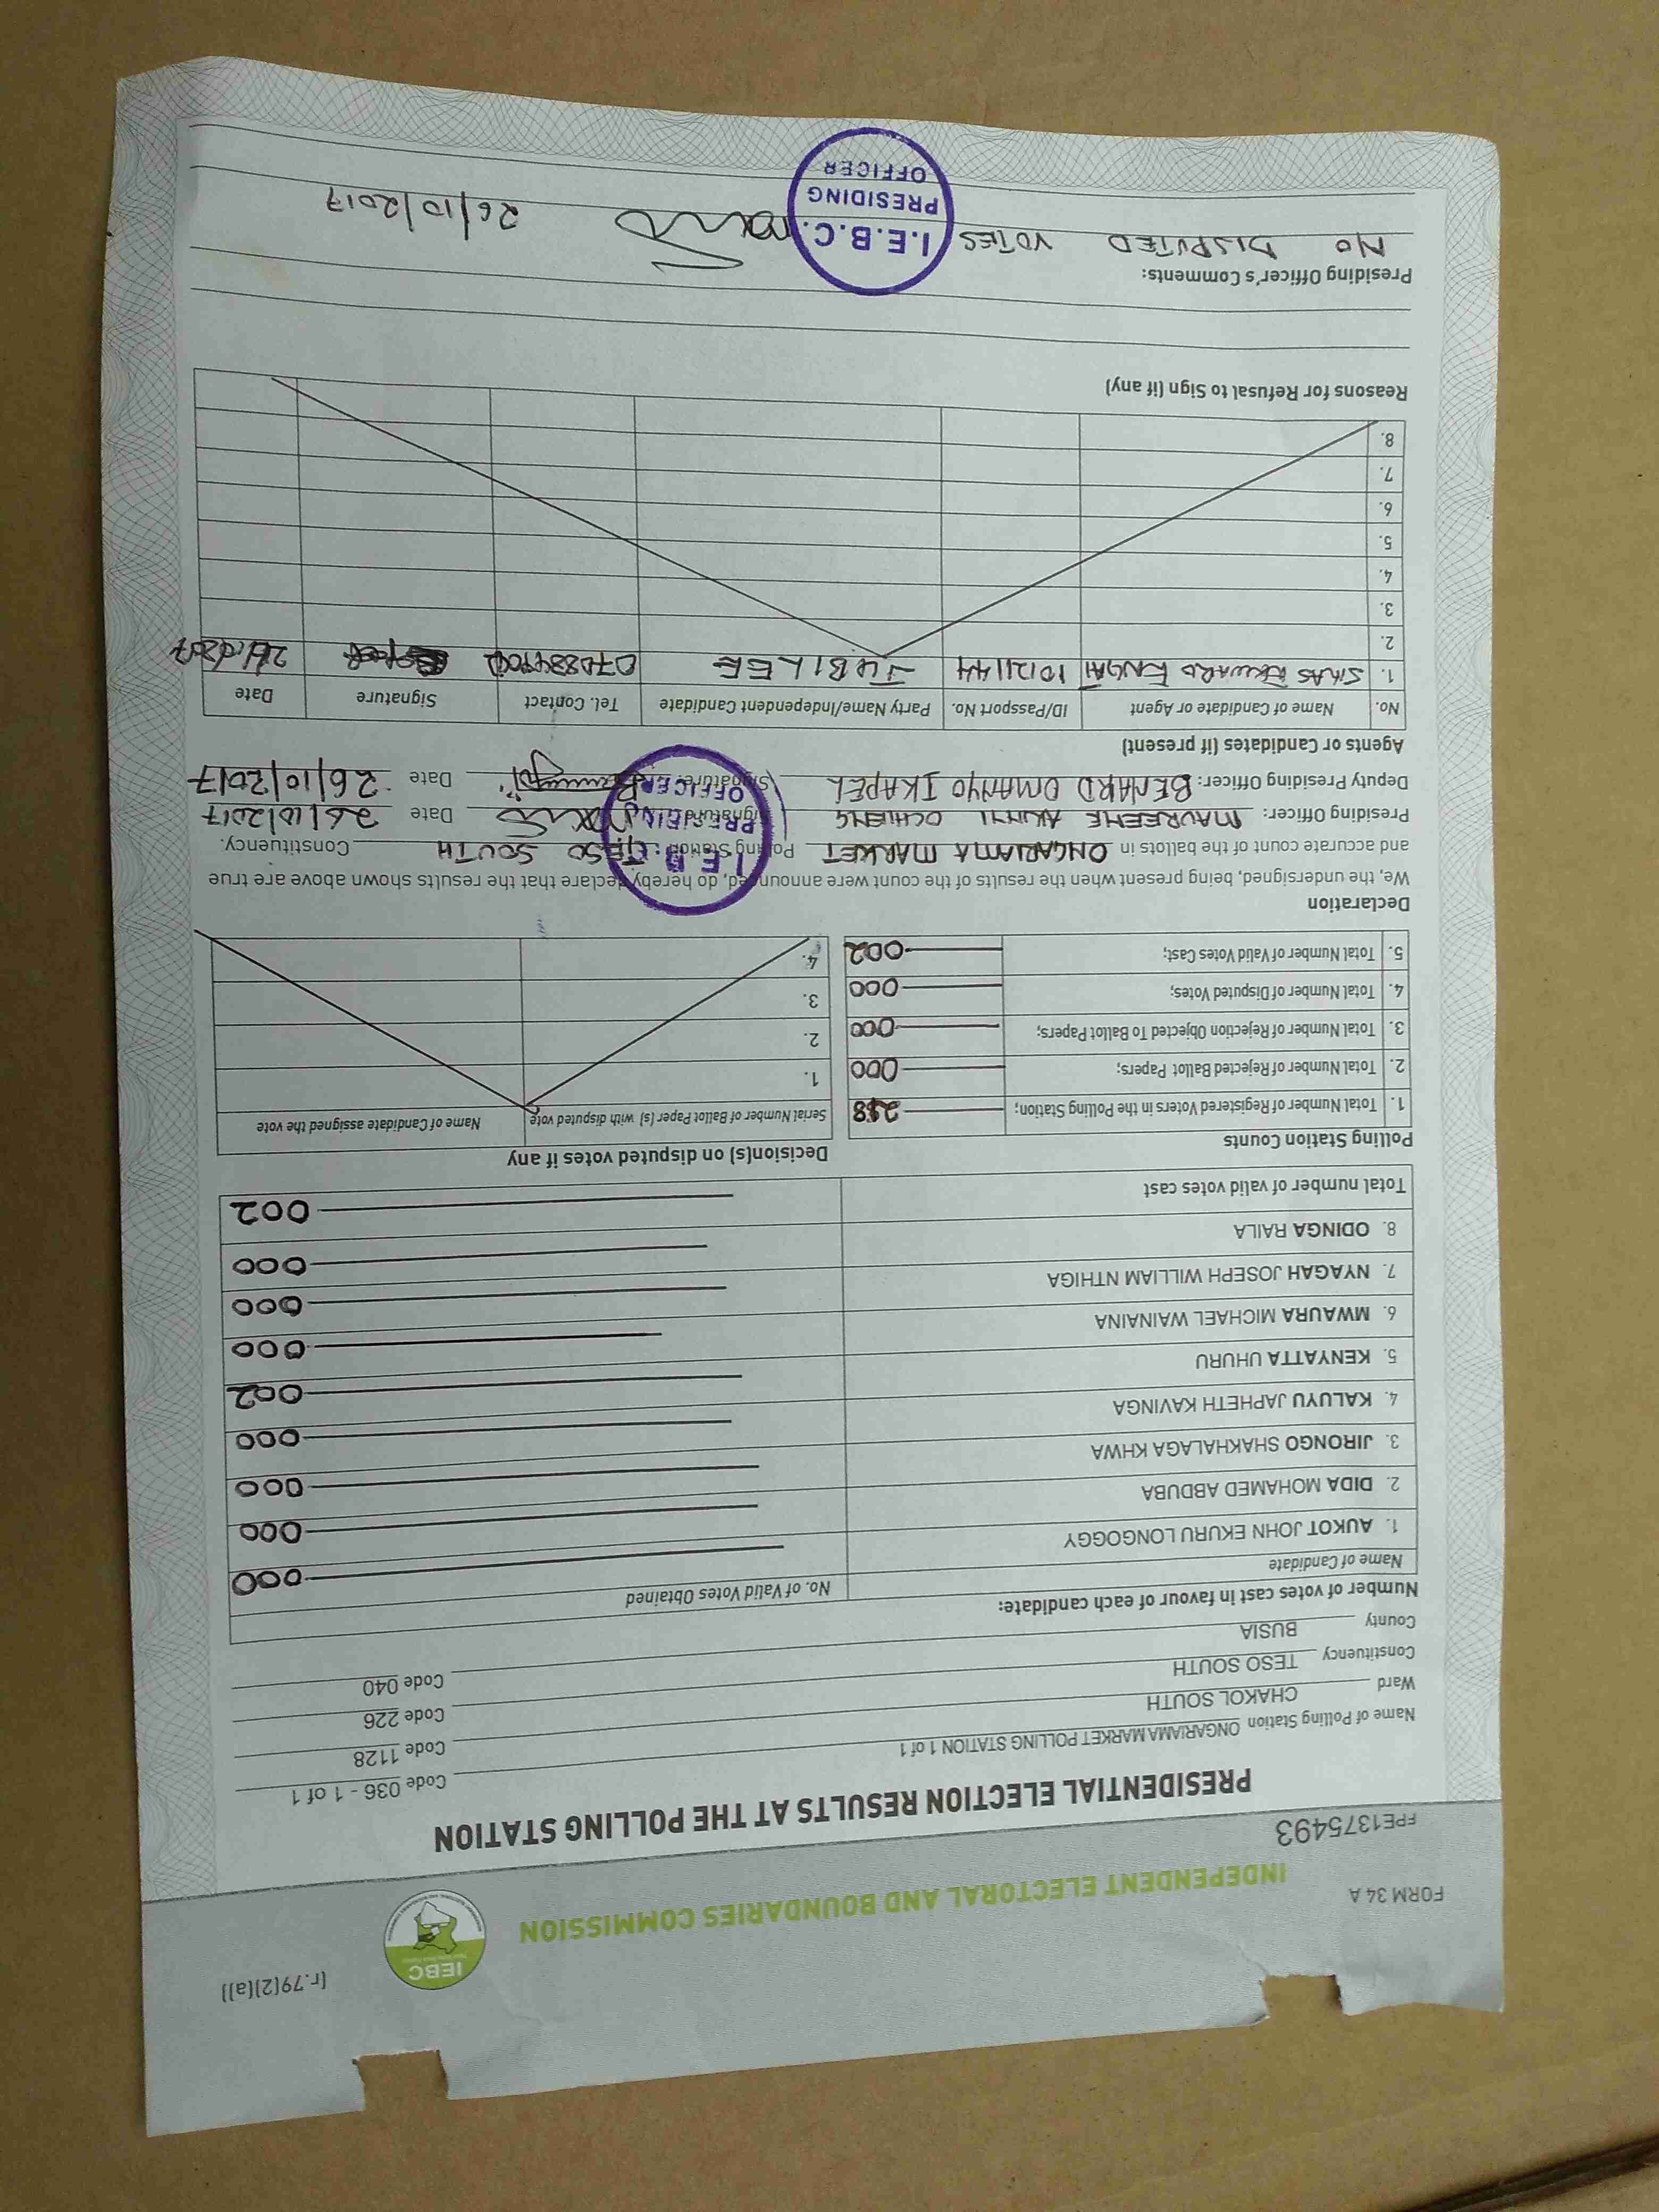 FORM 34 A
[r.79(2)(a)]
IEBC
INDEPENDENT ELECTORAL AND BOUNDARIES COMMISSION
FPE1375493
PRESIDENTIAL ELECTION RESULTS AT THE POLLING STATION
Name of Polling Station ONGARIAMA MARKET POLLING STATION 1 of 1 Code 036 - 1 of 1
Ward CHAKOL SOUTH Code 1128
Constituency TESO SOUTH Code 226
County BUSIA Code 040
Number of votes cast in favour of each candidate:
Name of Candidate No. of Valid Votes Obtained
1. AUKOT JOHN EKURU LONGOGGY 000
2. DIDA MOHAMED ABDUBA 000
3. JIRONGO SHAKHALAGA KHWA 000
4. KALUYU JAPHETH KAVINGA 000
5. KENYATTA UHURU 002
6. MWAURA MICHAEL WAINAINA 000
7. NYAGAH JOSEPH WILLIAM NTHIGA 000
8. ODINGA RAILA 000
Total number of valid votes cast 002
Polling Station Counts
1. Total Number of Registered Voters in the Polling Station;
2. Total Number of Rejected Ballot Papers; 000
3. Total Number of Rejection Objected To Ballot Papers; 000
4. Total Number of Disputed Votes; 000
5. Total Number of Valid Votes Cast; 002
Decision(s) on disputed votes if any
Serial Number of Ballot Paper (s) with disputed vote Name of Candidate assigned the vote
1.
2.
3.
4.
Declaration
We, the undersigned, being present when the results of the count were announced, do hereby declare that the results shown above are true
and accurate count of the ballots in ONGARIAMA MARKET Polling Station: TESO SOUTH Constituency.
Presiding Officer: MAUREENE AKINYI OCHIENG Signature: Date 26/10/2017
Deputy Presiding Officer: BENARD OMANYO IKAPEL Signature: Date 26/10/2017
I.E.B.C.
PRESIDING
OFFICER
Agents or Candidates (if present)
No. Name of Candidate or Agent ID/Passport No. Party Name/Independent Candidate Tel. Contact Signature Date
1. SILAS 10121144 JUBILEE
2.
3.
4.
5.
6.
7.
8.
Reasons for Refusal to Sign (if any)
Presiding Officer's Comments:
NO DISPUTED VOTES 26/10/2017
I.E.B.C.
PRESIDING
OFFICER